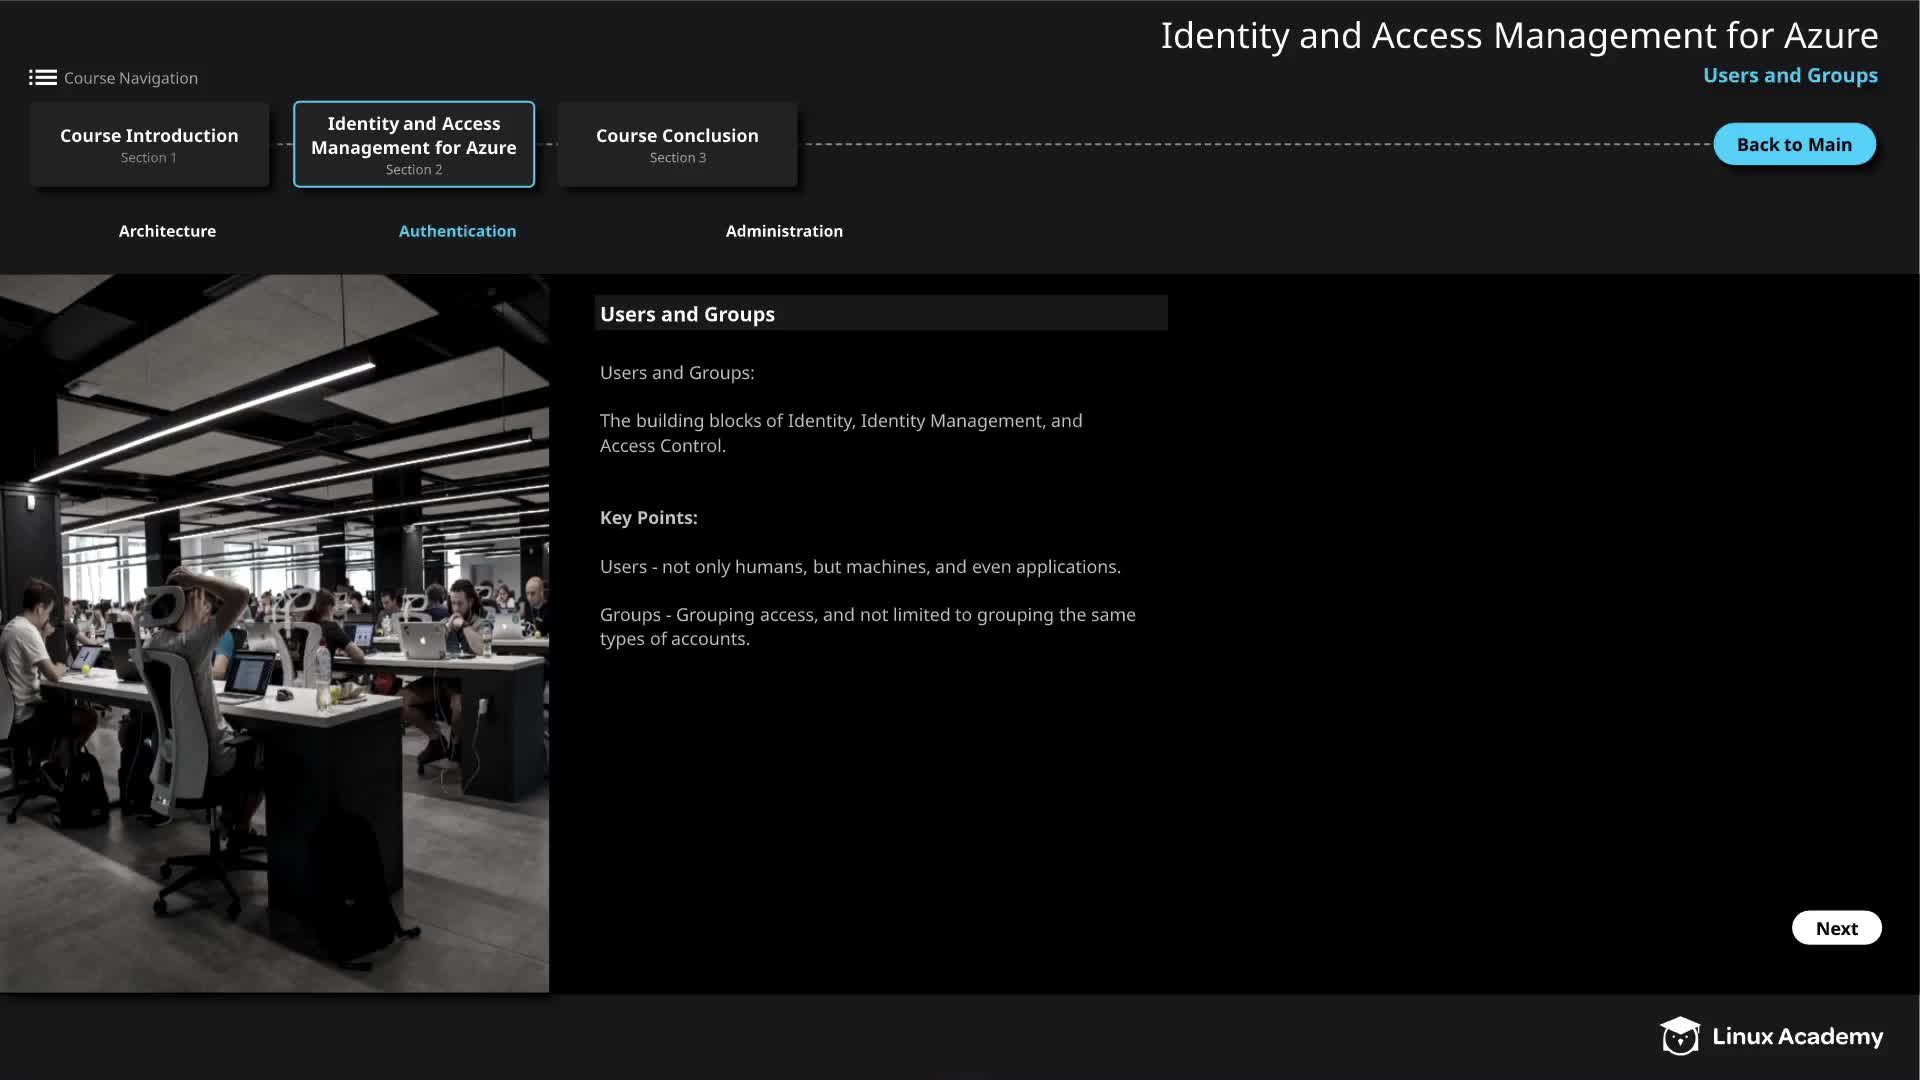 Identity and Access Management for Azure
Users and Groups
Course Navigation
Course Introduction
Section 1
Identity and Access
Management for Azure
Section 2
Course Conclusion
Section 3
Back to Main
Architecture
Authentication
Administration
Users and Groups
Users and Groups:
The building blocks of Identity, Identity Management, and
Access Control.
Key Points:
Users - not only humans, but machines, and even applications.
Groups - Grouping access, and not limited to grouping the same
types of accounts.
Next
Linux Academy